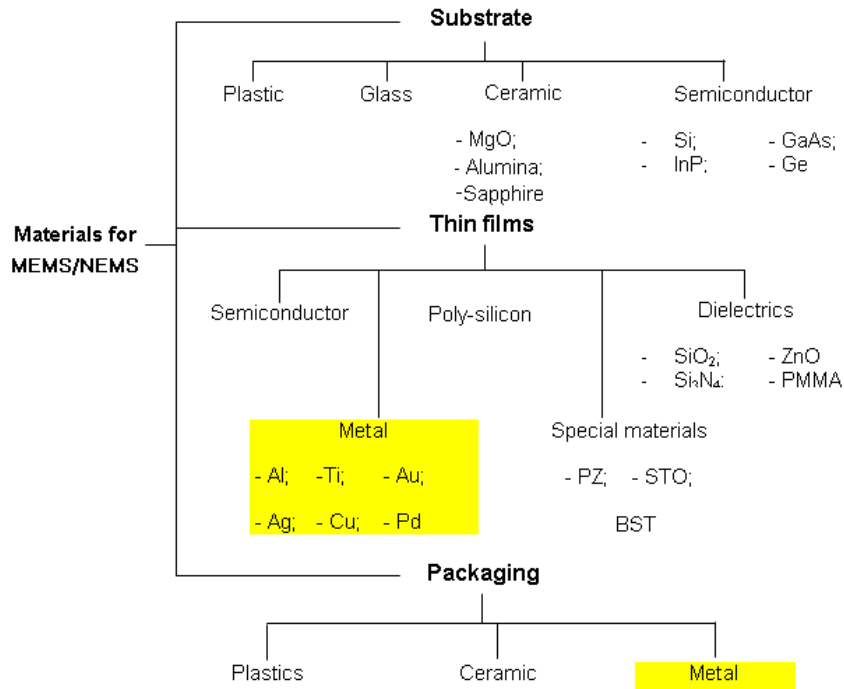 Substrate
Plastic Glass Ceramic Semiconductor
- MgO; - Si; - GaAs;
- Alumina; - InP; - Ge
-Sapphire
Thin films
Materials for
MEMS/NEMS
Semiconductor Poly-silicon Dielectrics
- SiO₂; - ZnO
- Si₃N₄; - PMMA
Metal Special materials
- Al; -Ti; - Au; - PZ; - STO;
- Ag; - Cu; - Pd BST
Packaging
Plastics Ceramic Metal